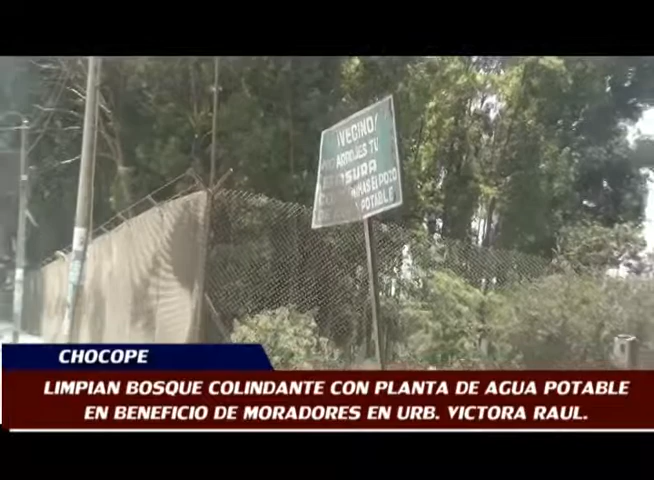 ¡VECINO!
NO ARROJES TU
BASURA
EL POZO
POTABLE
CHOCOPE
LIMPIAN BOSQUE COLINDANTE CON PLANTA DE AGUA POTABLE
EN BENEFICIO DE MORADORES EN URB. VICTORA RAUL.